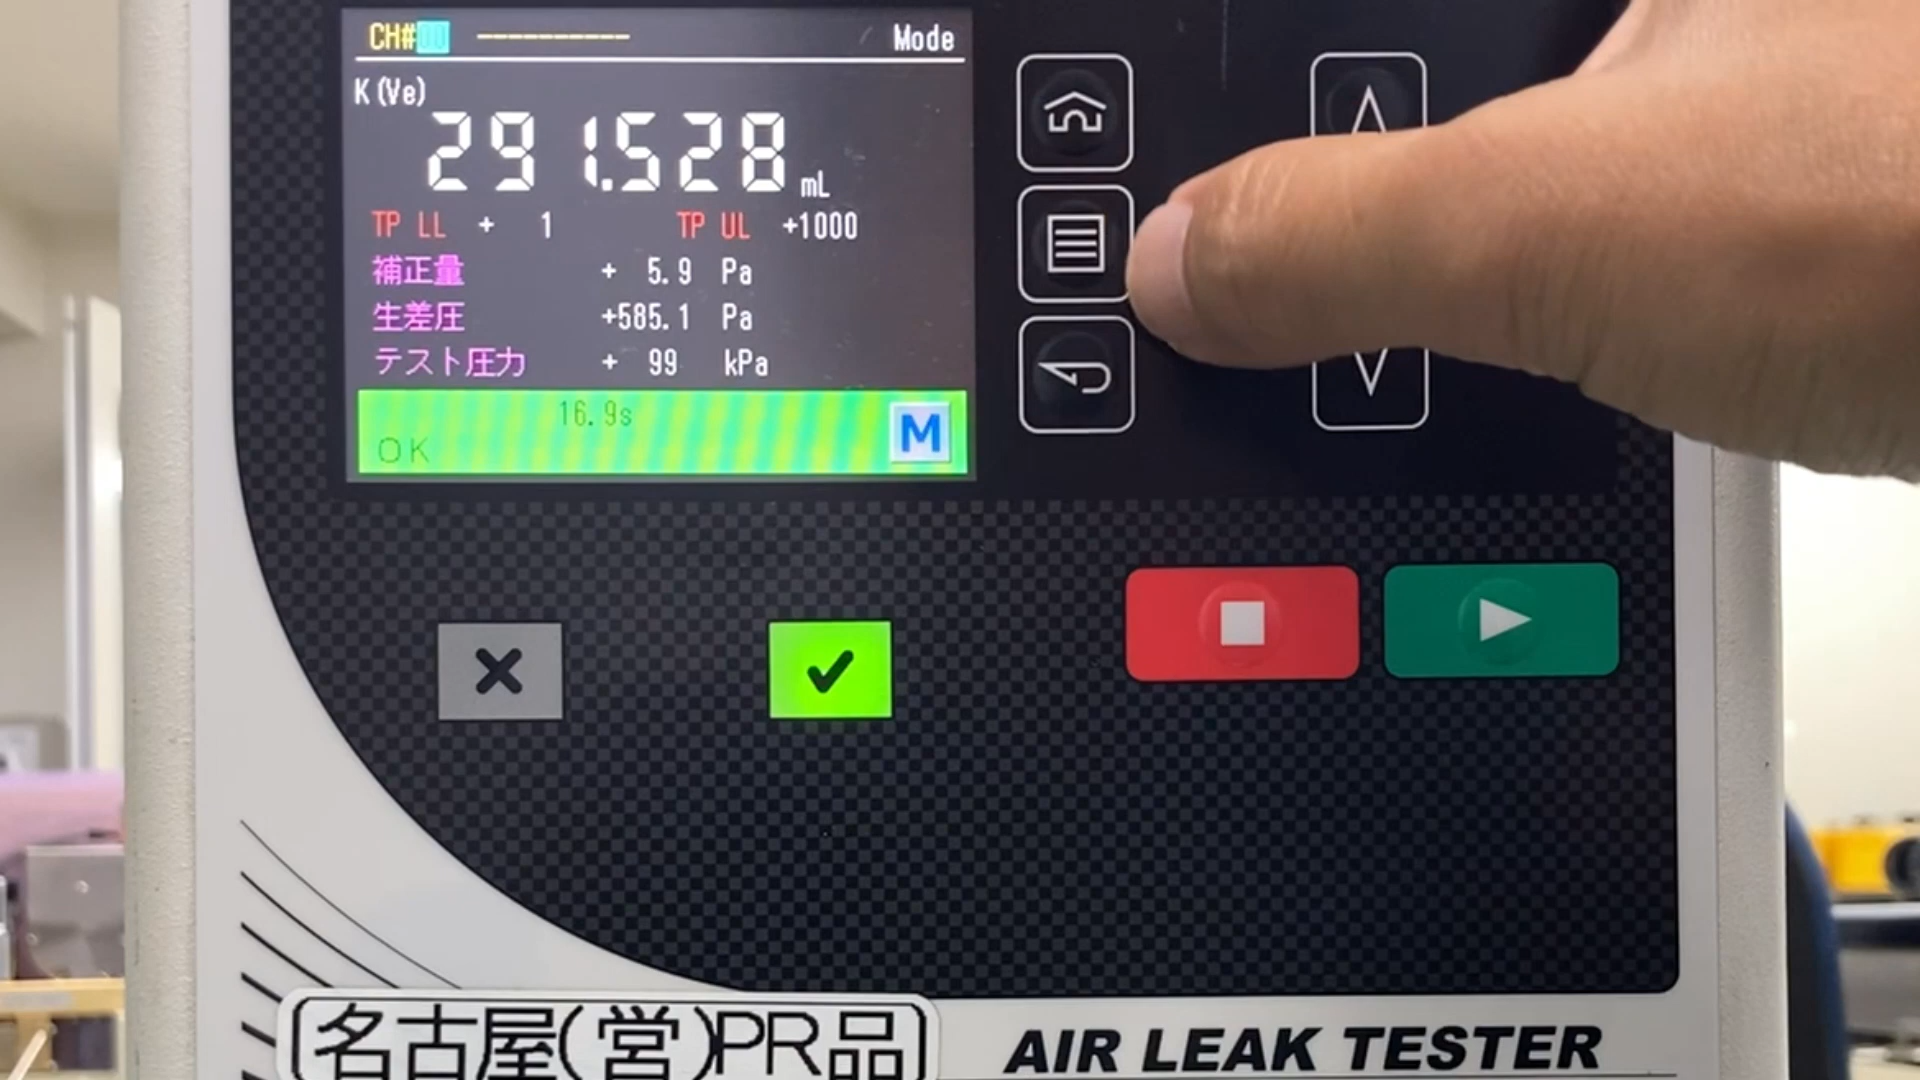 CH#00 ---------- Mode
K(Ve)
291.528 mL
TP LL + 1 TP UL +1000
補正量 + 5.9 Pa
生差圧 +585.1 Pa
テスト圧力 + 99 kPa
16.9s
OK
M
名古屋(営)PR品
AIR LEAK TESTER